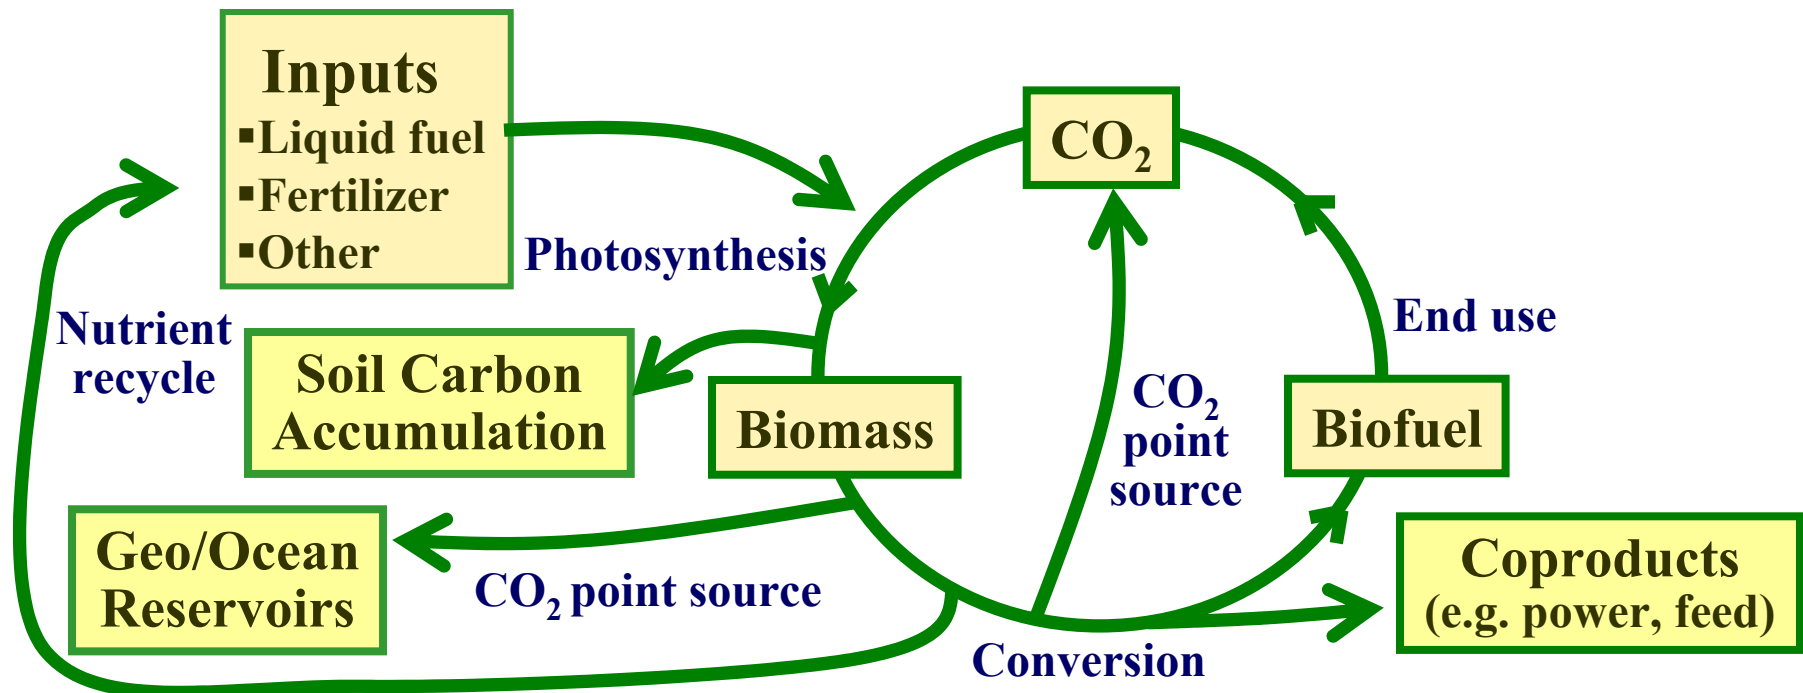 Inputs
▪Liquid fuel
▪Fertilizer
▪Other
CO₂
Photosynthesis
End use
Nutrient
recycle
Soil Carbon
Accumulation
Biomass
CO₂
point
source
Biofuel
Geo/Ocean
Reservoirs
CO₂ point source
Coproducts
(e.g. power, feed)
Conversion